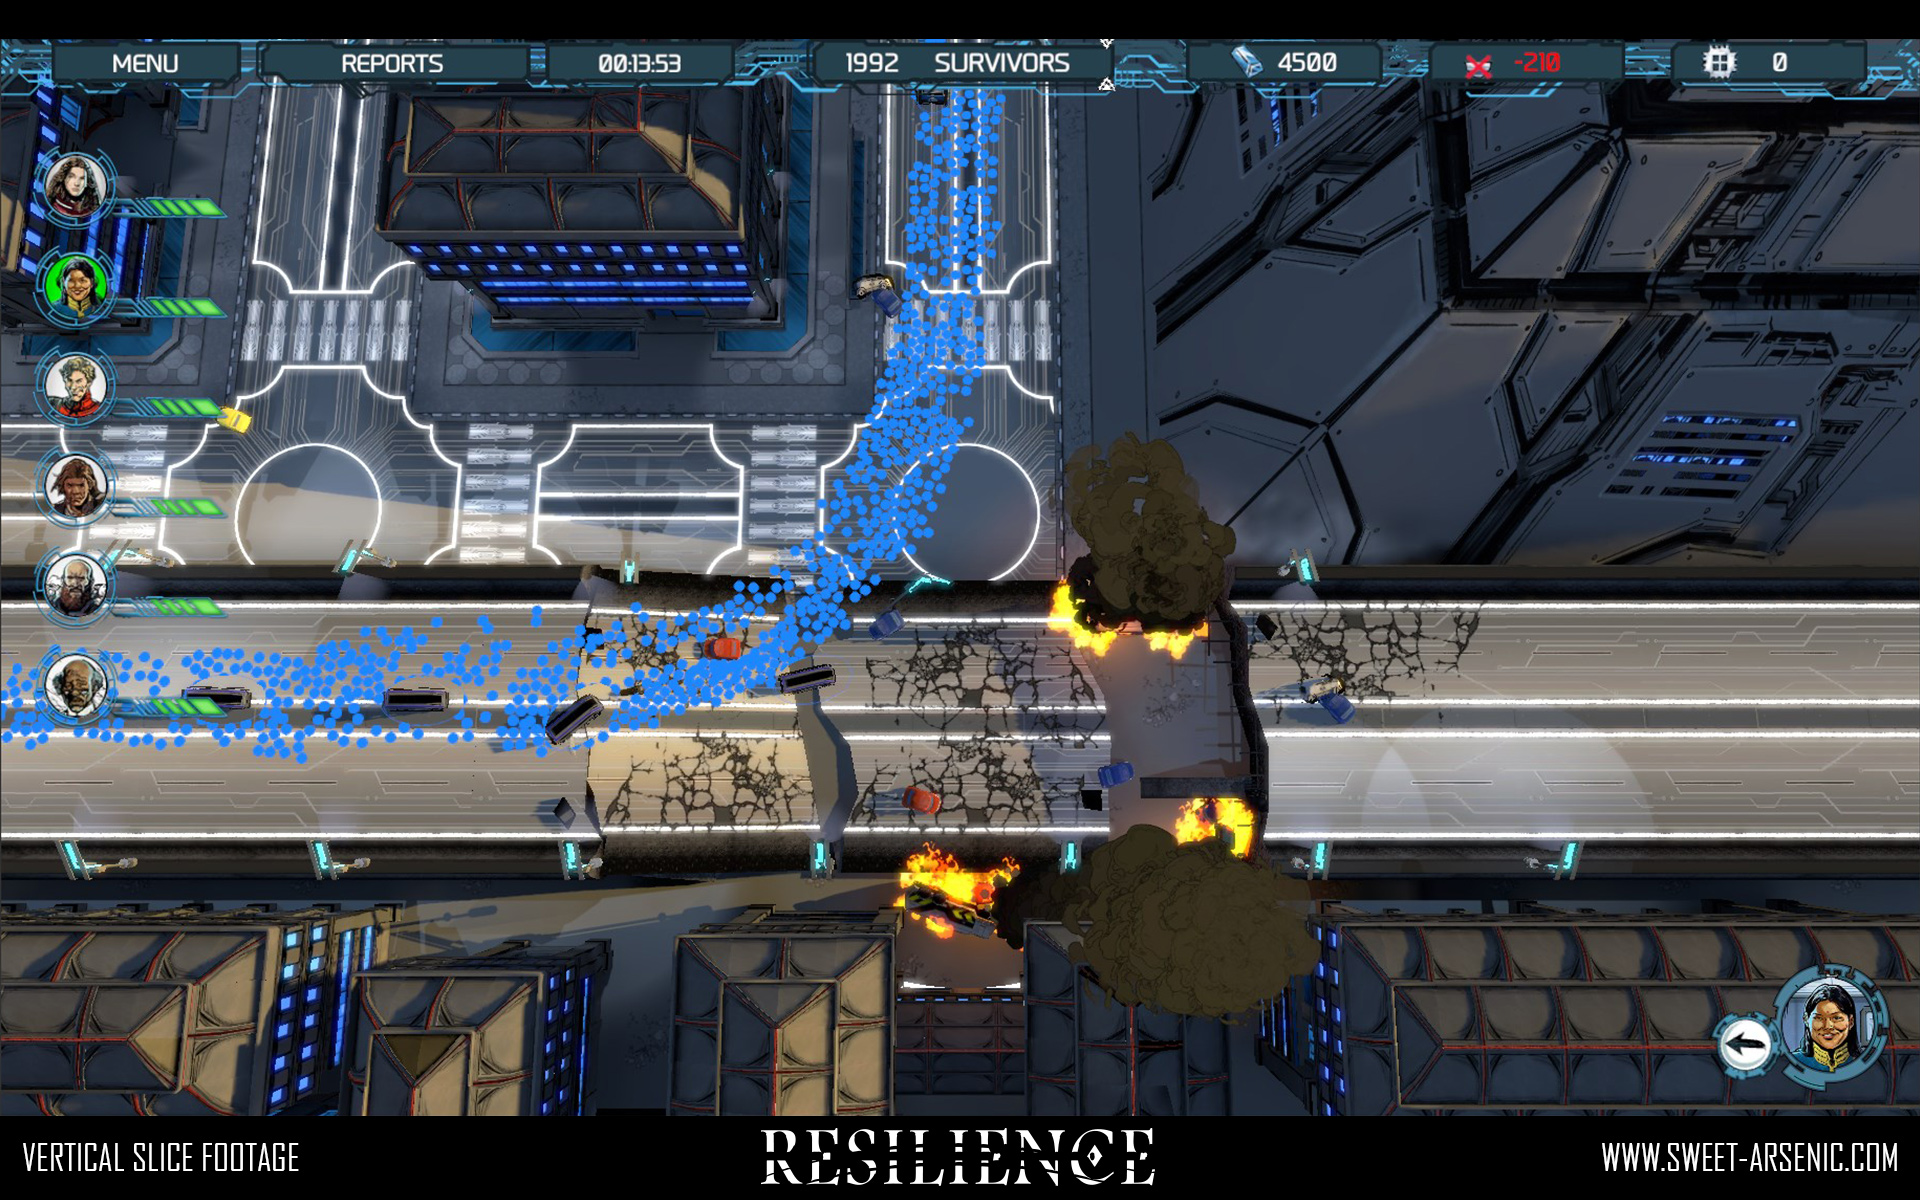 MENU
REPORTS
00:13:53
1992 SURVIVORS
4500
-210
0
VERTICAL SLICE FOOTAGE
RESILIENCE
WWW.SWEET-ARSENIC.COM